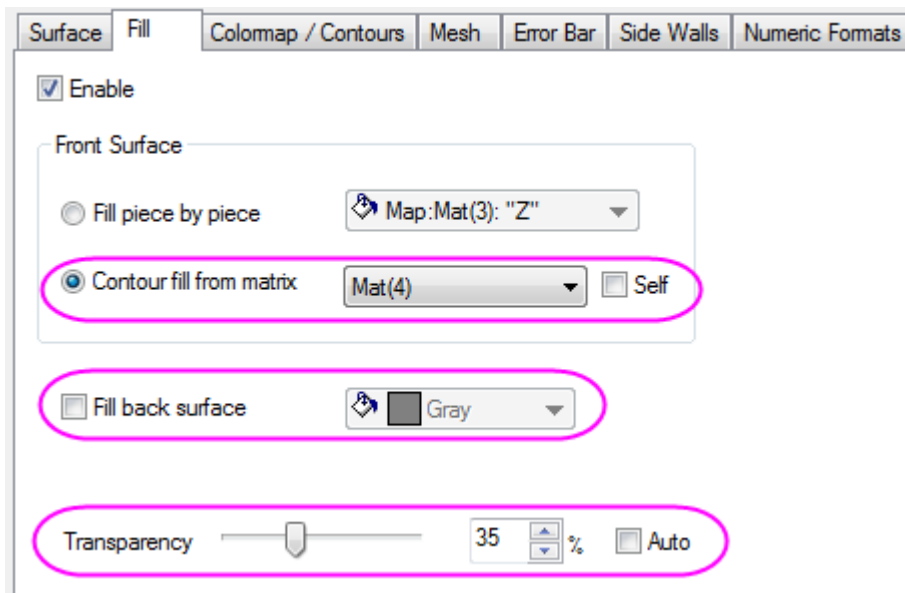 Surface Fill Colormap / Contours Mesh Error Bar Side Walls Numeric Formats
Enable
Front Surface
Fill piece by piece Map:Mat(3): "Z"
Contour fill from matrix Mat(4) Self
Fill back surface Gray
Transparency 35 % Auto